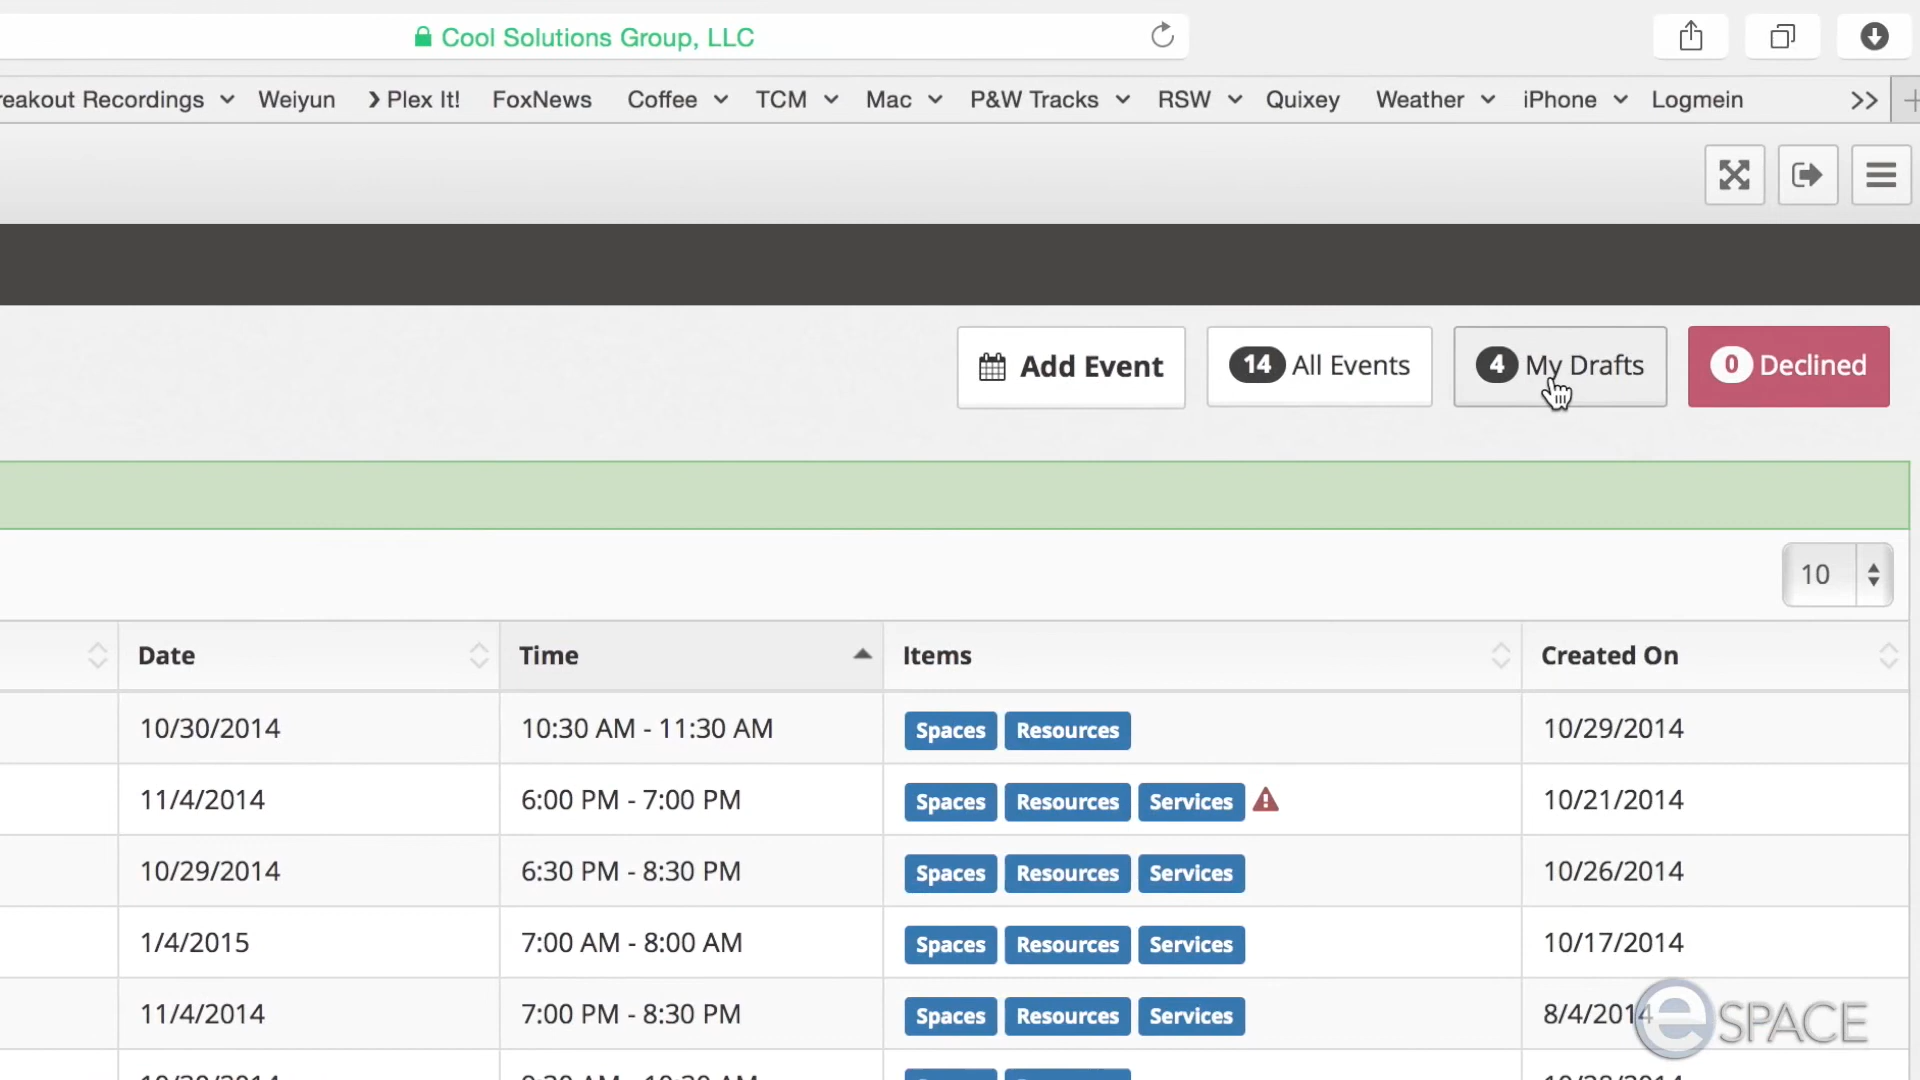 Cool Solutions Group, LLC
reakout Recordings Weiyun Plex It! FoxNews Coffee TCM Mac P&W Tracks RSW Quixey Weather iPhone Logmein >>
Add Event 14 All Events 4 My Drafts 0 Declined
10
Date Time Items Created On
10/30/2014 10:30 AM - 11:30 AM Spaces Resources 10/29/2014
11/4/2014 6:00 PM - 7:00 PM Spaces Resources Services 10/21/2014
10/29/2014 6:30 PM - 8:30 PM Spaces Resources Services 10/26/2014
1/4/2015 7:00 AM - 8:00 AM Spaces Resources Services 10/17/2014
11/4/2014 7:00 PM - 8:30 PM Spaces Resources Services 8/4/2014
eSPACE